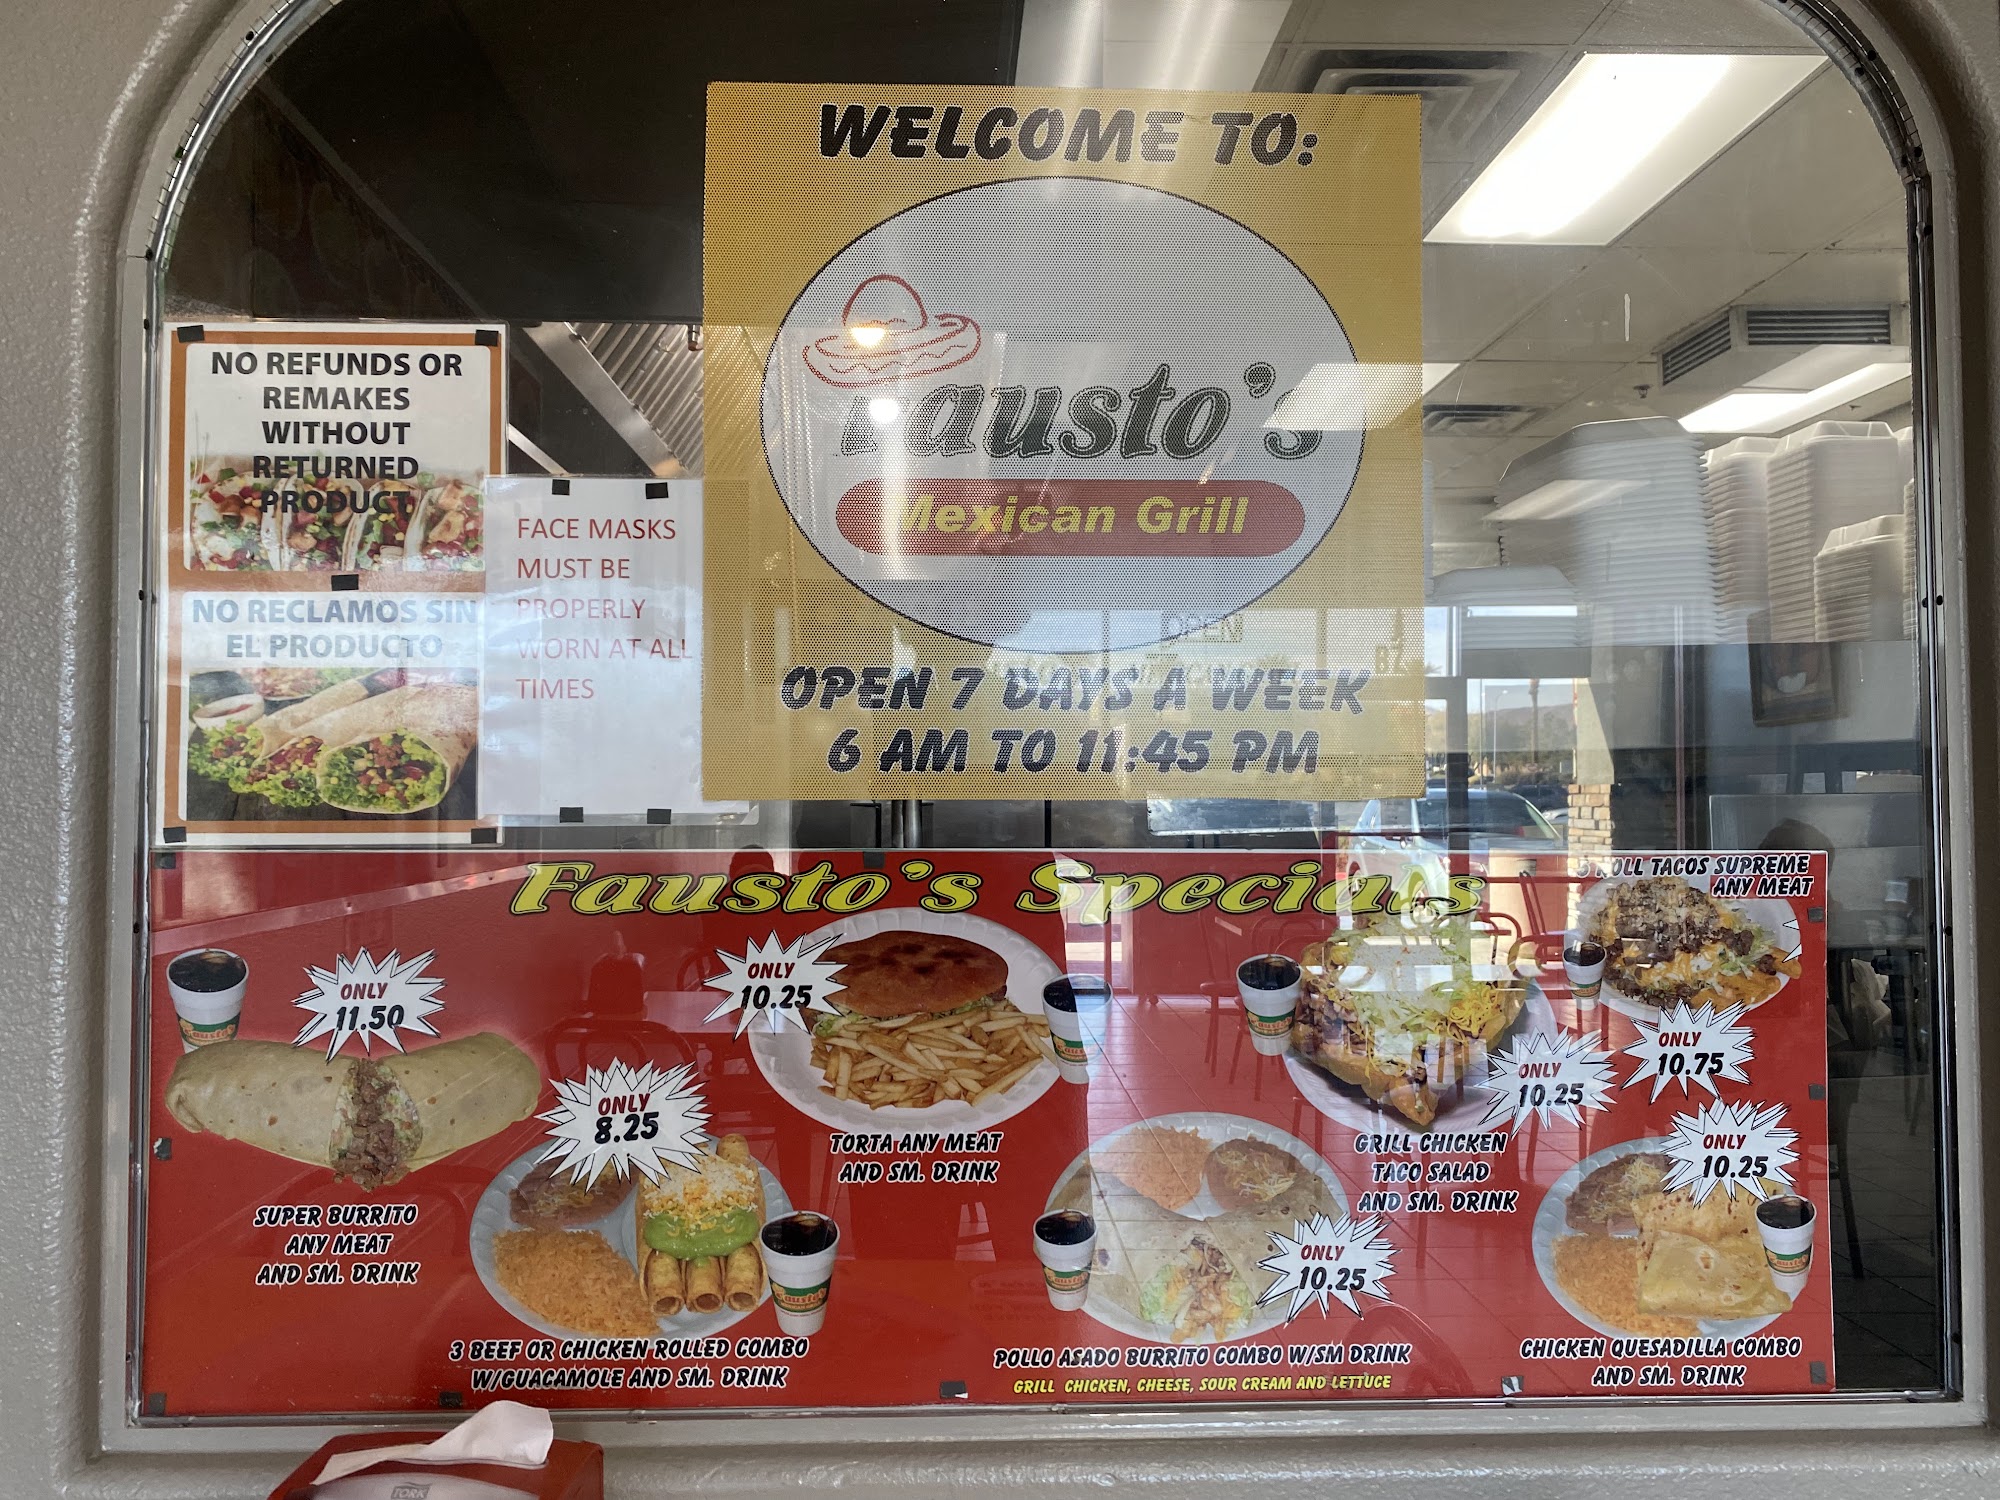 WELCOME TO:
Fausto's
Mexican Grill
OPEN
OPEN 7 DAYS A WEEK
6 AM TO 11:45 PM
NO REFUNDS OR
REMAKES
WITHOUT
RETURNED
PRODUCT
NO RECLAMOS SIN
EL PRODUCTO
FACE MASKS
MUST BE
PROPERLY
WORN AT ALL
TIMES
Fausto's Specials
ONLY
11.50
SUPER BURRITO
ANY MEAT
AND SM. DRINK
ONLY
8.25
3 BEEF OR CHICKEN ROLLED COMBO
W/GUACAMOLE AND SM. DRINK
ONLY
10.25
TORTA ANY MEAT
AND SM. DRINK
ONLY
10.25
POLLO ASADO BURRITO COMBO W/SM DRINK
GRILL CHICKEN, CHEESE, SOUR CREAM AND LETTUCE
ONLY
10.25
GRILL CHICKEN
TACO SALAD
AND SM. DRINK
ROLL TACOS SUPREME
ANY MEAT
ONLY
10.75
ONLY
10.25
CHICKEN QUESADILLA COMBO
AND SM. DRINK
TORK